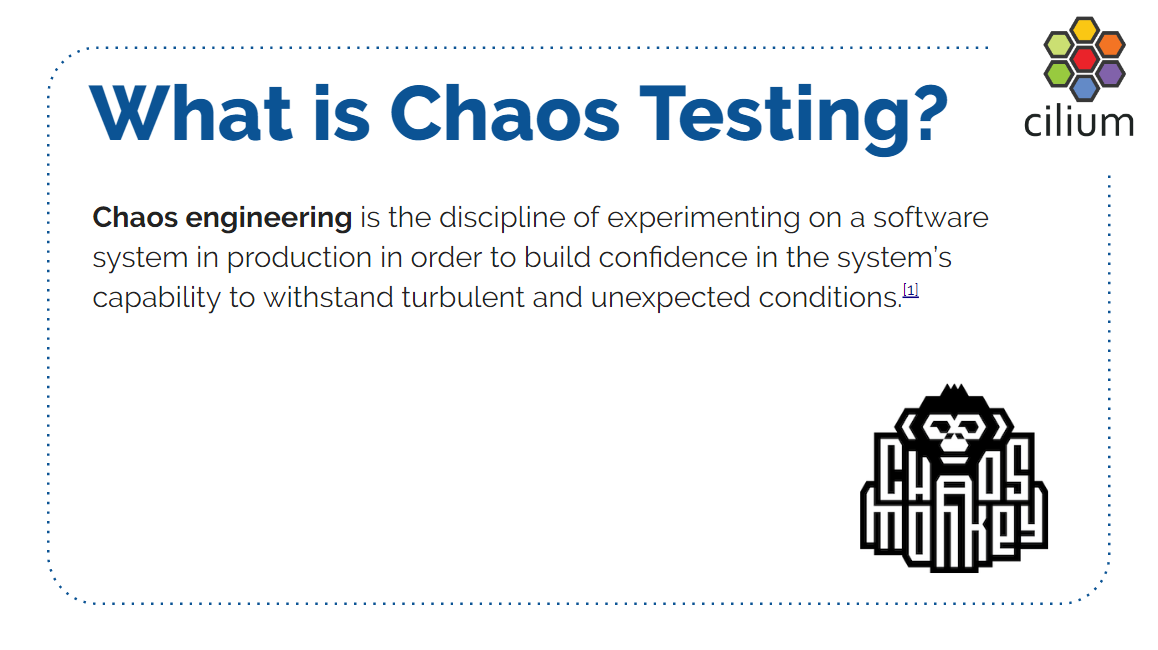 What is Chaos Testing?
cilium
Chaos engineering is the discipline of experimenting on a software
system in production in order to build confidence in the system’s
capability to withstand turbulent and unexpected conditions.[1]
CHAOS
monkey